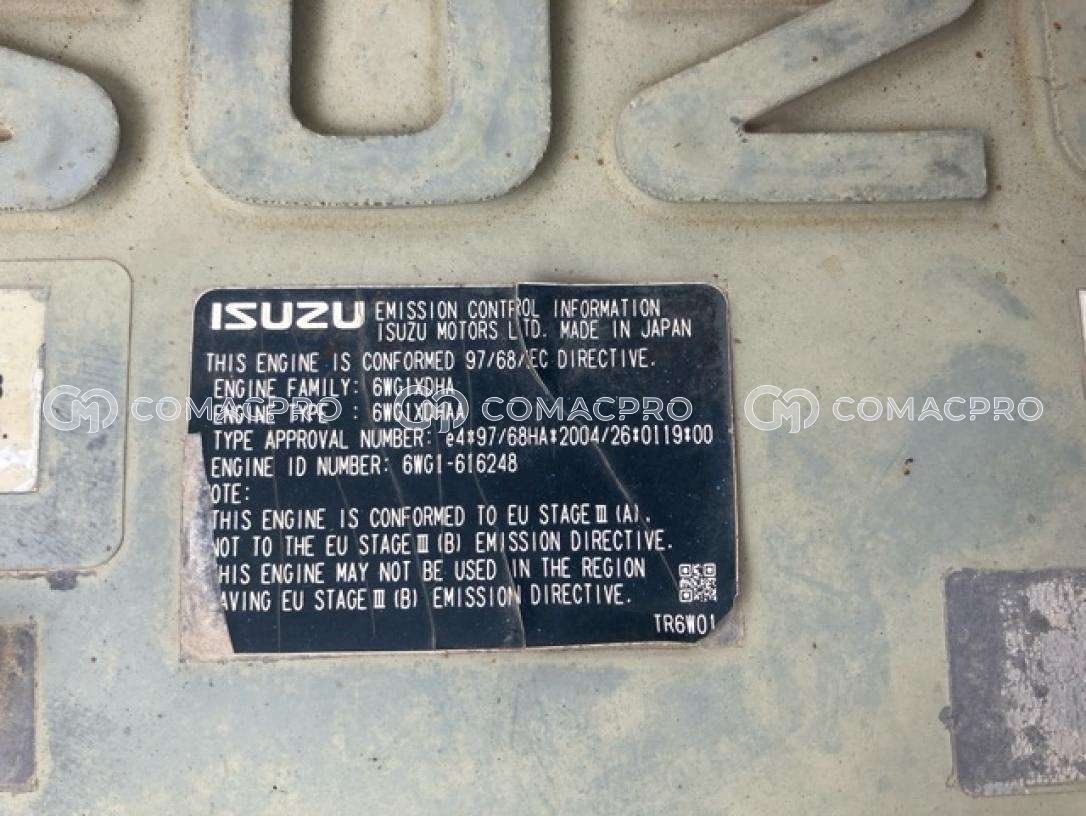 SUZ
ISUZU EMISSION CONTROL INFORMATION
ISUZU MOTORS LTD. MADE IN JAPAN
THIS ENGINE IS CONFORMED 97/68/EC DIRECTIVE.
ENGINE FAMILY: 6WG1XDHA
ENGINE TYPE : 6WG1XDHAA
COMACPRO COMACPRO COMACPRO
TYPE APPROVAL NUMBER: e4*97/68HA*2004/26*0119*00
ENGINE ID NUMBER: 6WG1-616248
OTE:
THIS ENGINE IS CONFORMED TO EU STAGE Ⅲ (A),
NOT TO THE EU STAGE Ⅲ (B) EMISSION DIRECTIVE.
HIS ENGINE MAY NOT BE USED IN THE REGION
AVING EU STAGE Ⅲ (B) EMISSION DIRECTIVE.
TR6W01